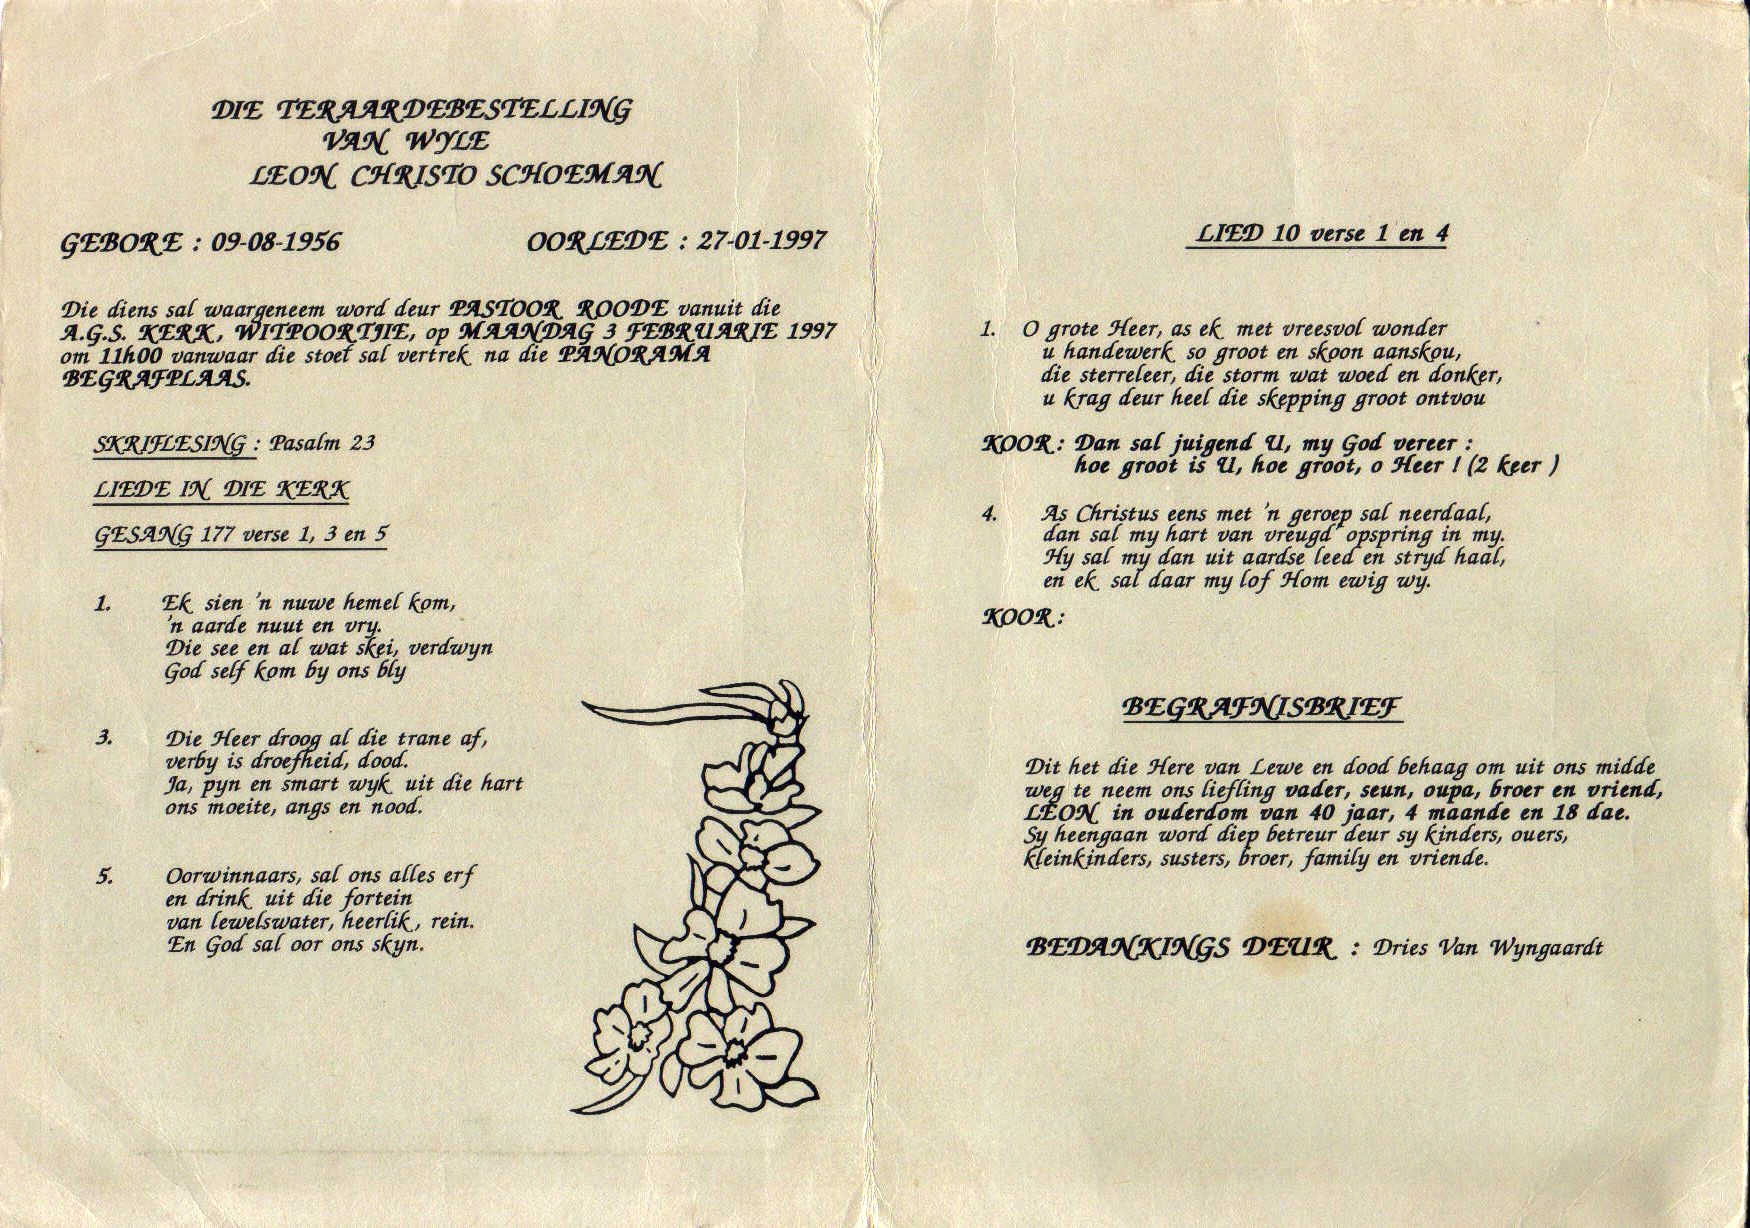 DIE TERAARDEBESTELLING
VAN WYLE
LEON CHRISTO SCHOEMAN
GEBORE : 09-08-1956 OORLEDE : 27-01-1997
Die diens sal waargeneem word deur PASTOOR ROODE vanuit die
A.G.S. KERK, WITPOORTJIE, op MAANDAG 3 FEBRUARIE 1997
om 11h00 vanwaar die stoet sal vertrek na die PANORAMA
BEGRAFPLAAS.
SKRIFLESING : Pasalm 23
LIEDE IN DIE KERK
GESANG 177 verse 1, 3 en 5
1. Ek sien 'n nuwe hemel kom,
'n aarde nuut en vry.
Die see en al wat skei, verdwyn
God self kom by ons bly
3. Die Heer droog al die trane af,
verby is droefheid, dood.
Ja, pyn en smart wyk uit die hart
ons moeite, angs en nood.
5. Oorwinnaars, sal ons alles erf
en drink uit die fortein
van lewelswater, heerlik, rein.
En God sal oor ons skyn.
LIED 10 verse 1 en 4
1. O grote Heer, as ek met vreesvol wonder
u handewerk so groot en skoon aanskou,
die sterreleer, die storm wat woed en donker,
u krag deur heel die skepping groot ontvou
KOOR: Dan sal juigend U, my God vereer :
hoe groot is U, hoe groot, o Heer ! (2 keer )
4. As Christus eens met 'n geroep sal neerdaal,
dan sal my hart van vreugd opspring in my.
Hy sal my dan uit aardse leed en stryd haal,
en ek sal daar my lof Hom ewig wy.
KOOR:
BEGRAFNISBRIEF
Dit het die Here van Lewe en dood behaag om uit ons midde
weg te neem ons liefling vader, seun, oupa, broer en vriend,
LEON in ouderdom van 40 jaar, 4 maande en 18 dae.
Sy heengaan word diep betreur deur sy kinders, ouers,
kleinkinders, susters, broer, family en vriende.
BEDANKINGS DEUR : Dries Van Wyngaardt